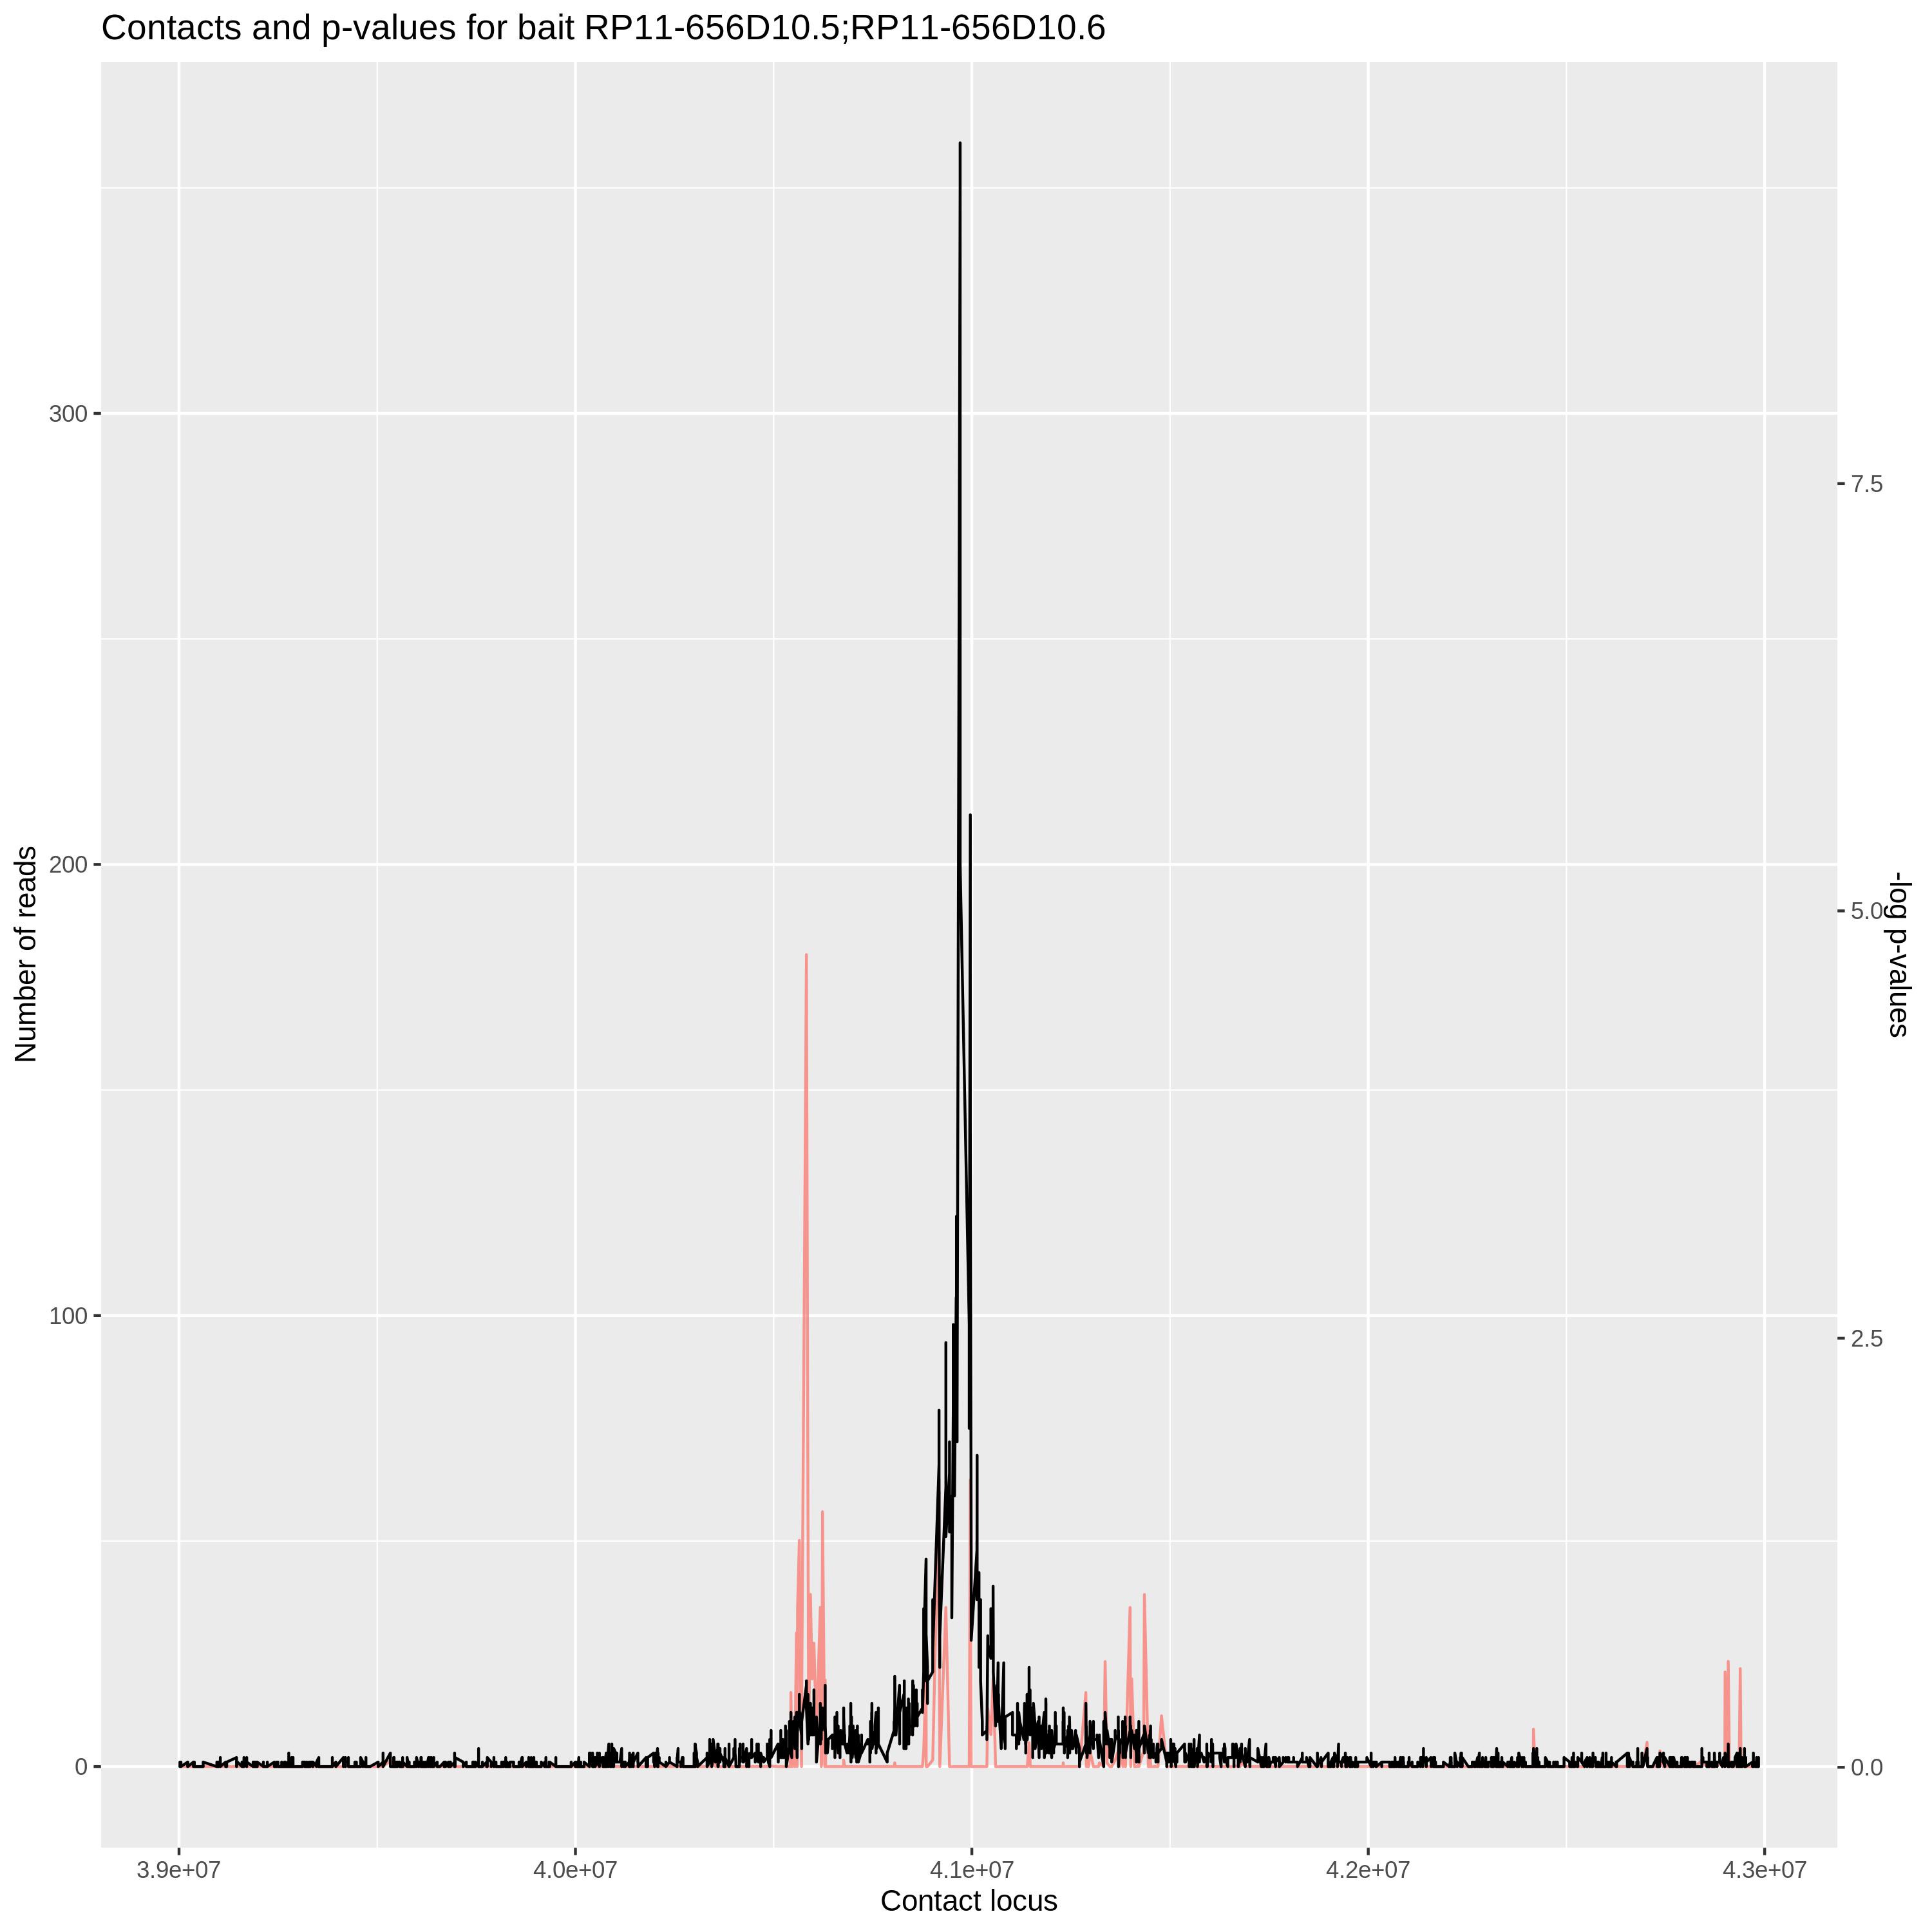 Contacts and p-values for bait RP11-656D10.5;RP11-656D10.6
Number of reads
300
200
100
0
7.5
5.0
2.5
0.0
-log p-values
3.9e+07
4.0e+07
4.1e+07
4.2e+07
4.3e+07
Contact locus